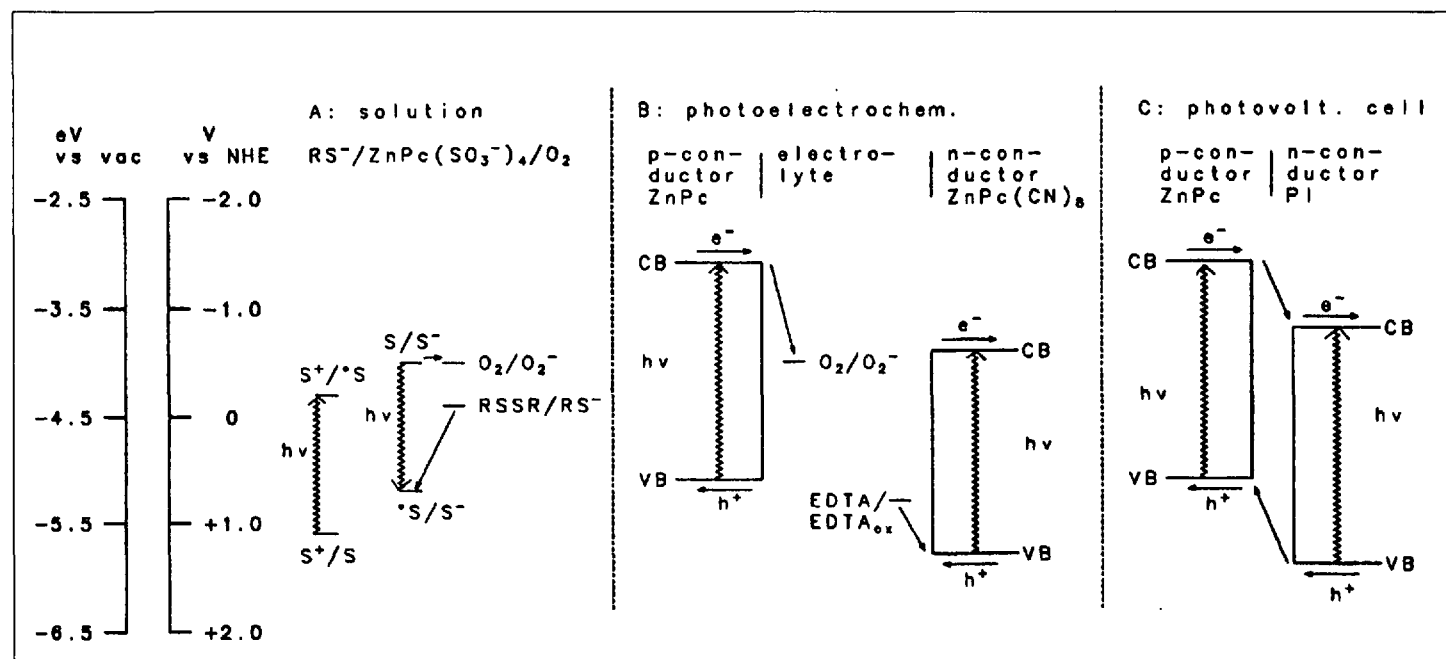 A: solution
B: photoelectrochem.
C: photovolt. cell
eV
vs vac
V
vs NHE
RS⁻/ZnPc(SO₃⁻)₄/O₂
p-con-
ductor
ZnPc
electro-
lyte
n-con-
ductor
ZnPc(CN)₈
p-con-
ductor
ZnPc
n-con-
ductor
PI
-2.5
-3.5
-4.5
-5.5
-6.5
-2.0
-1.0
0
+1.0
+2.0
S⁺/*S
hν
S⁺/S
S/S⁻
hν
*S/S⁻
O₂/O₂⁻
RSSR/RS⁻
e⁻
CB
hν
VB
h⁺
O₂/O₂⁻
EDTA/
EDTAₒₓ
e⁻
CB
hν
VB
h⁺
e⁻
CB
hν
VB
h⁺
e⁻
CB
hν
VB
h⁺